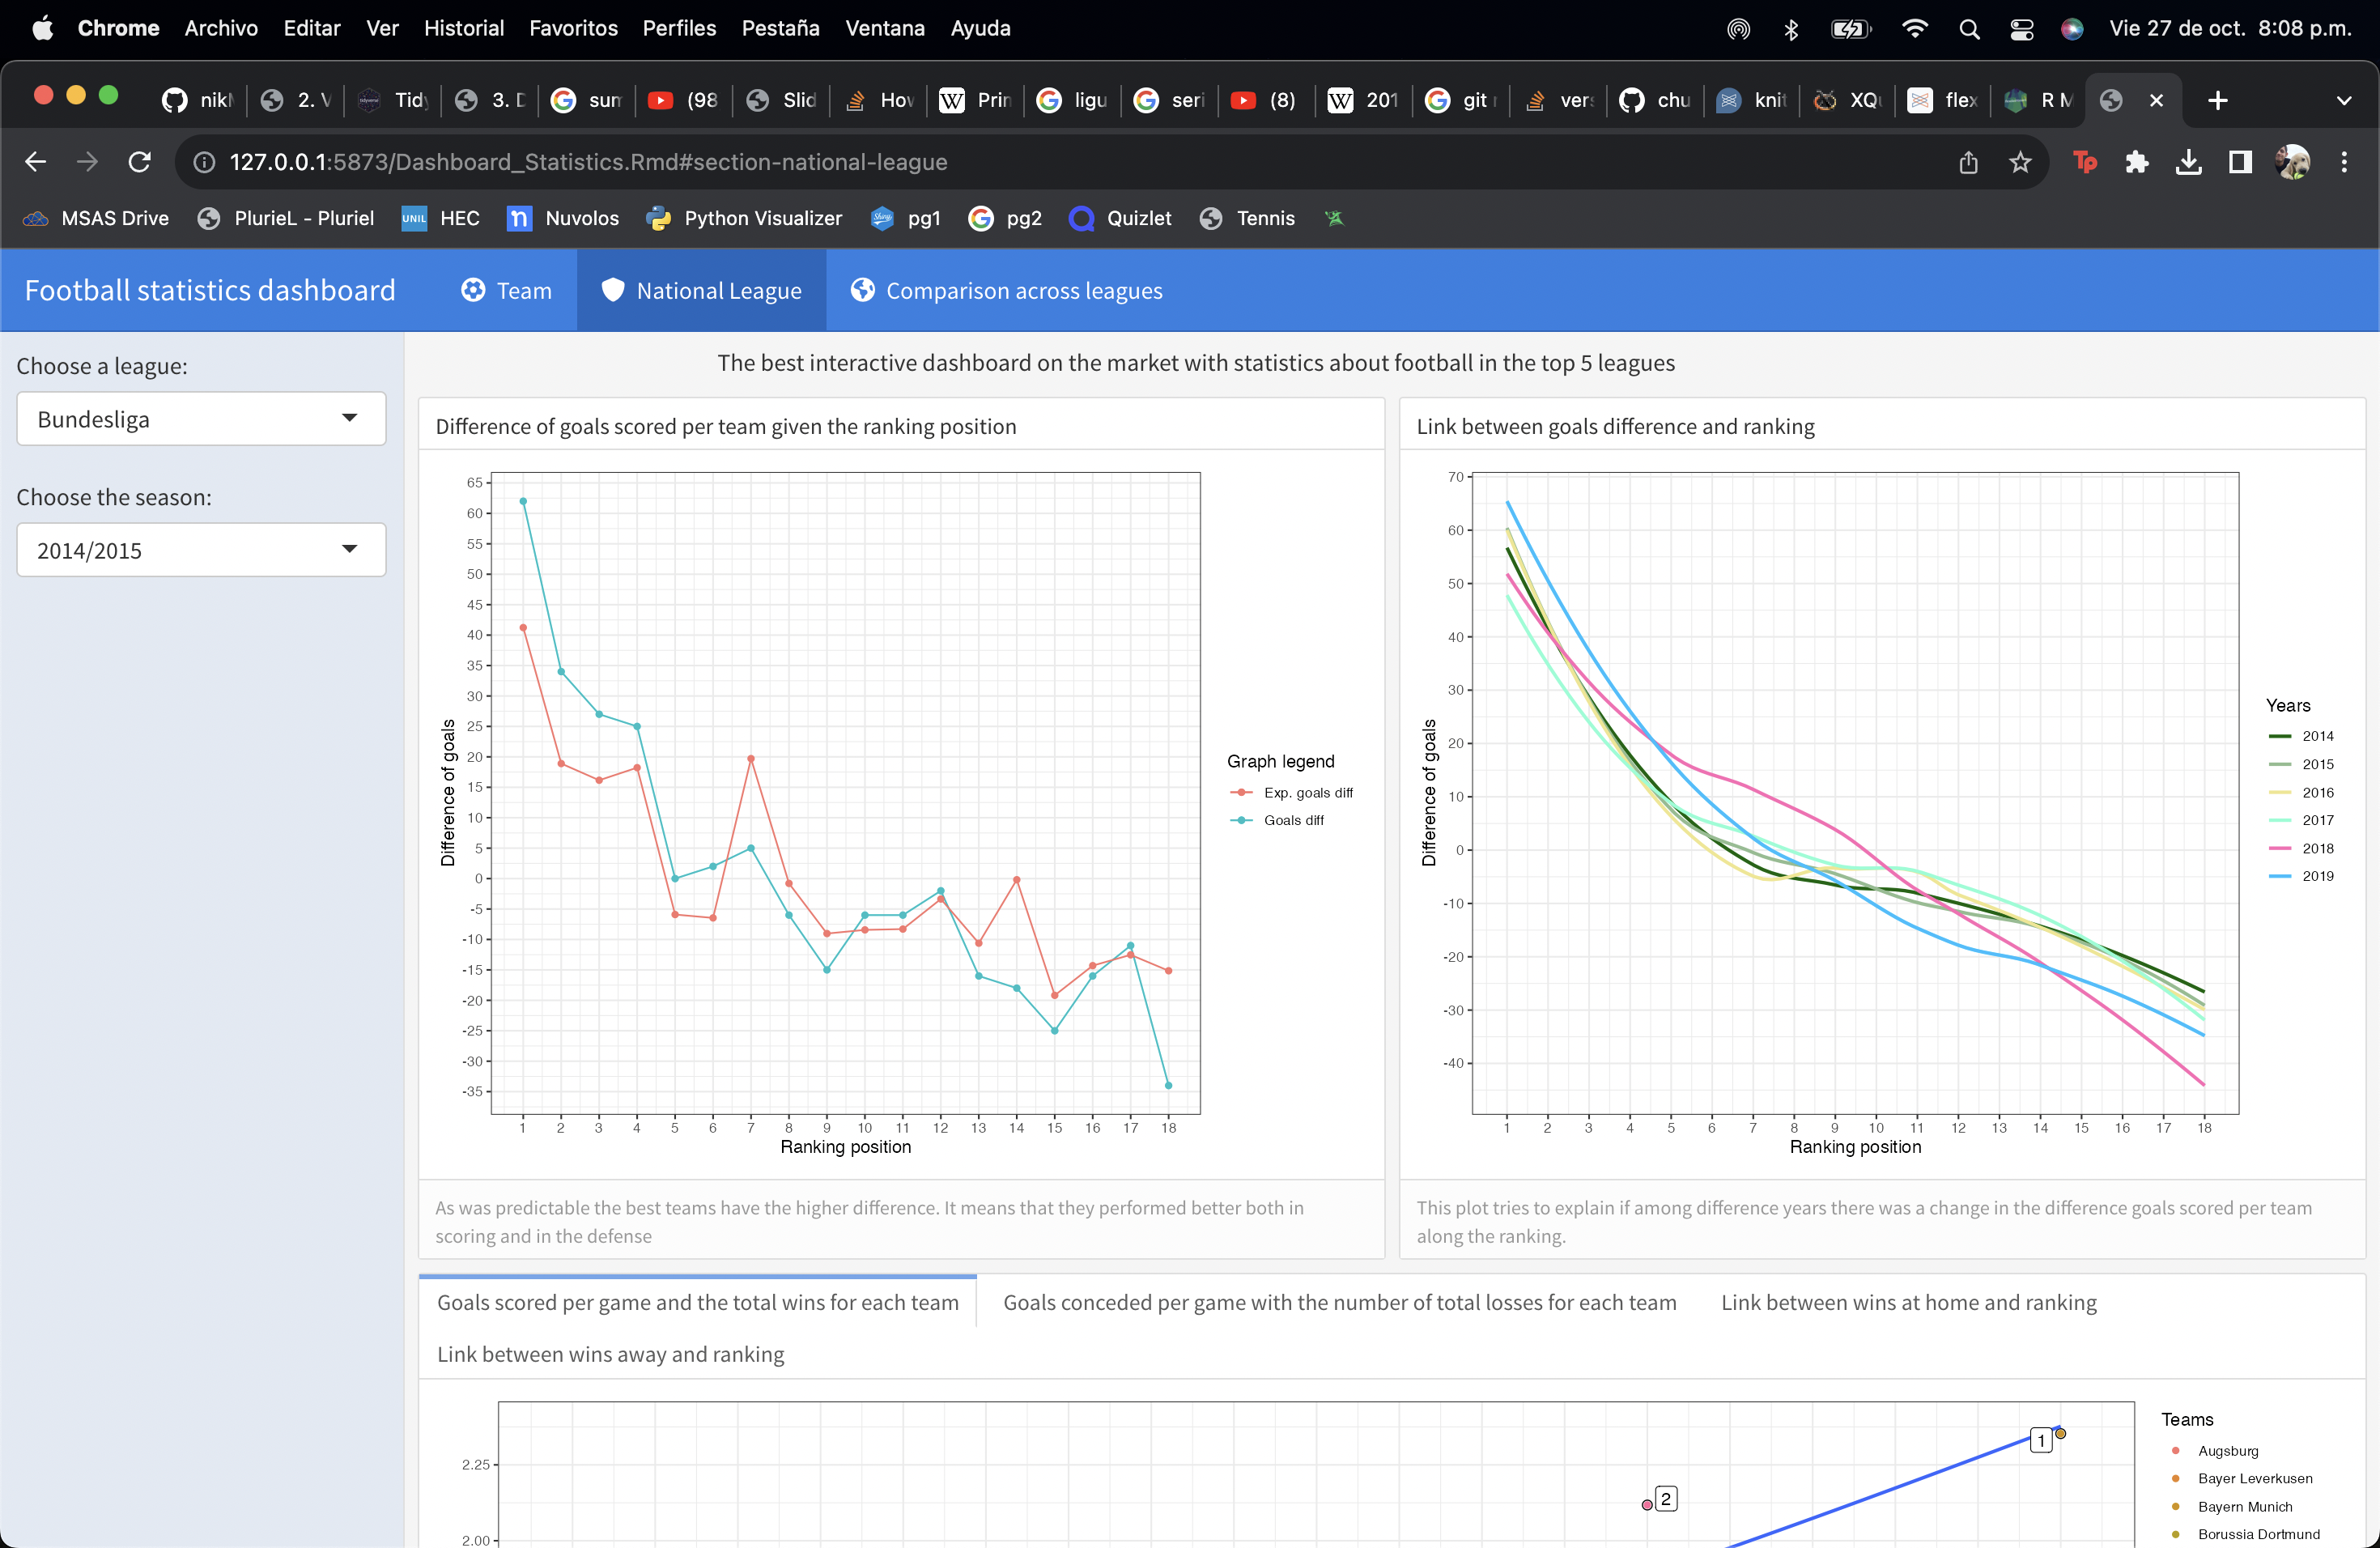 Chrome Archivo Editar Ver Historial Favoritos Perfiles Pestaña Ventana Ayuda Vie 27 de oct. 8:08 p.m.
nikl 2. V Tidy 3. D sum (98 Slid How Prin ligu seri (8) 201 git r vers chu knit XQu flex R M
127.0.0.1:5873/Dashboard_Statistics.Rmd#section-national-league Tp
MSAS Drive PlurieL - Pluriel UNIL HEC n Nuvolos Python Visualizer pg1 pg2 Quizlet Tennis
Football statistics dashboard Team National League Comparison across leagues
Choose a league:
Bundesliga
Choose the season:
2014/2015
The best interactive dashboard on the market with statistics about football in the top 5 leagues
Difference of goals scored per team given the ranking position
65
60
55
50
45
40
35
30
25
20
15
10
5
0
-5
-10
-15
-20
-25
-30
-35
Difference of goals
1 2 3 4 5 6 7 8 9 10 11 12 13 14 15 16 17 18
Ranking position
Graph legend
Exp. goals diff
Goals diff
As was predictable the best teams have the higher difference. It means that they performed better both in
scoring and in the defense
Link between goals difference and ranking
70
60
50
40
30
20
10
0
-10
-20
-30
-40
Difference of goals
1 2 3 4 5 6 7 8 9 10 11 12 13 14 15 16 17 18
Ranking position
Years
2014
2015
2016
2017
2018
2019
This plot tries to explain if among difference years there was a change in the difference goals scored per team
along the ranking.
Goals scored per game and the total wins for each team Goals conceded per game with the number of total losses for each team Link between wins at home and ranking
Link between wins away and ranking
2.25
2.00
1
2
Teams
Augsburg
Bayer Leverkusen
Bayern Munich
Borussia Dortmund